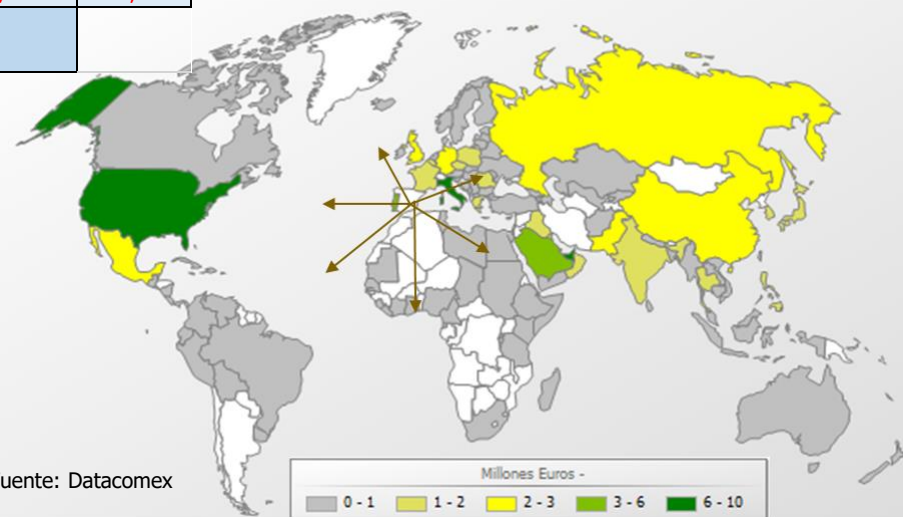 uente: Datacomex
Millones Euros -
0 - 1
1 - 2
2 - 3
3 - 6
6 - 10